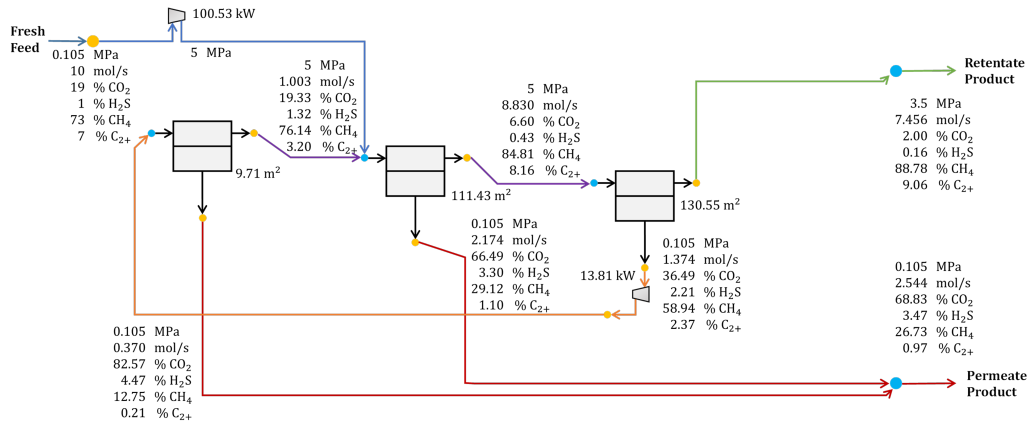 100.53 kW
Fresh
Feed
5 MPa
0.105 MPa
10 mol/s
19 % CO₂
1 % H₂S
73 % CH₄
7 % C₂₊
5 MPa
1.003 mol/s
19.33 % CO₂
1.32 % H₂S
76.14 % CH₄
3.20 % C₂₊
9.71 m²
5 MPa
8.830 mol/s
6.60 % CO₂
0.43 % H₂S
84.81 % CH₄
8.16 % C₂₊
111.43 m²
Retentate
Product
3.5 MPa
7.456 mol/s
2.00 % CO₂
0.16 % H₂S
88.78 % CH₄
9.06 % C₂₊
130.55 m²
0.105 MPa
2.174 mol/s
66.49 % CO₂
3.30 % H₂S
29.12 % CH₄
1.10 % C₂₊
13.81 kW
0.105 MPa
1.374 mol/s
36.49 % CO₂
2.21 % H₂S
58.94 % CH₄
2.37 % C₂₊
0.105 MPa
2.544 mol/s
68.83 % CO₂
3.47 % H₂S
26.73 % CH₄
0.97 % C₂₊
0.105 MPa
0.370 mol/s
82.57 % CO₂
4.47 % H₂S
12.75 % CH₄
0.21 % C₂₊
Permeate
Product